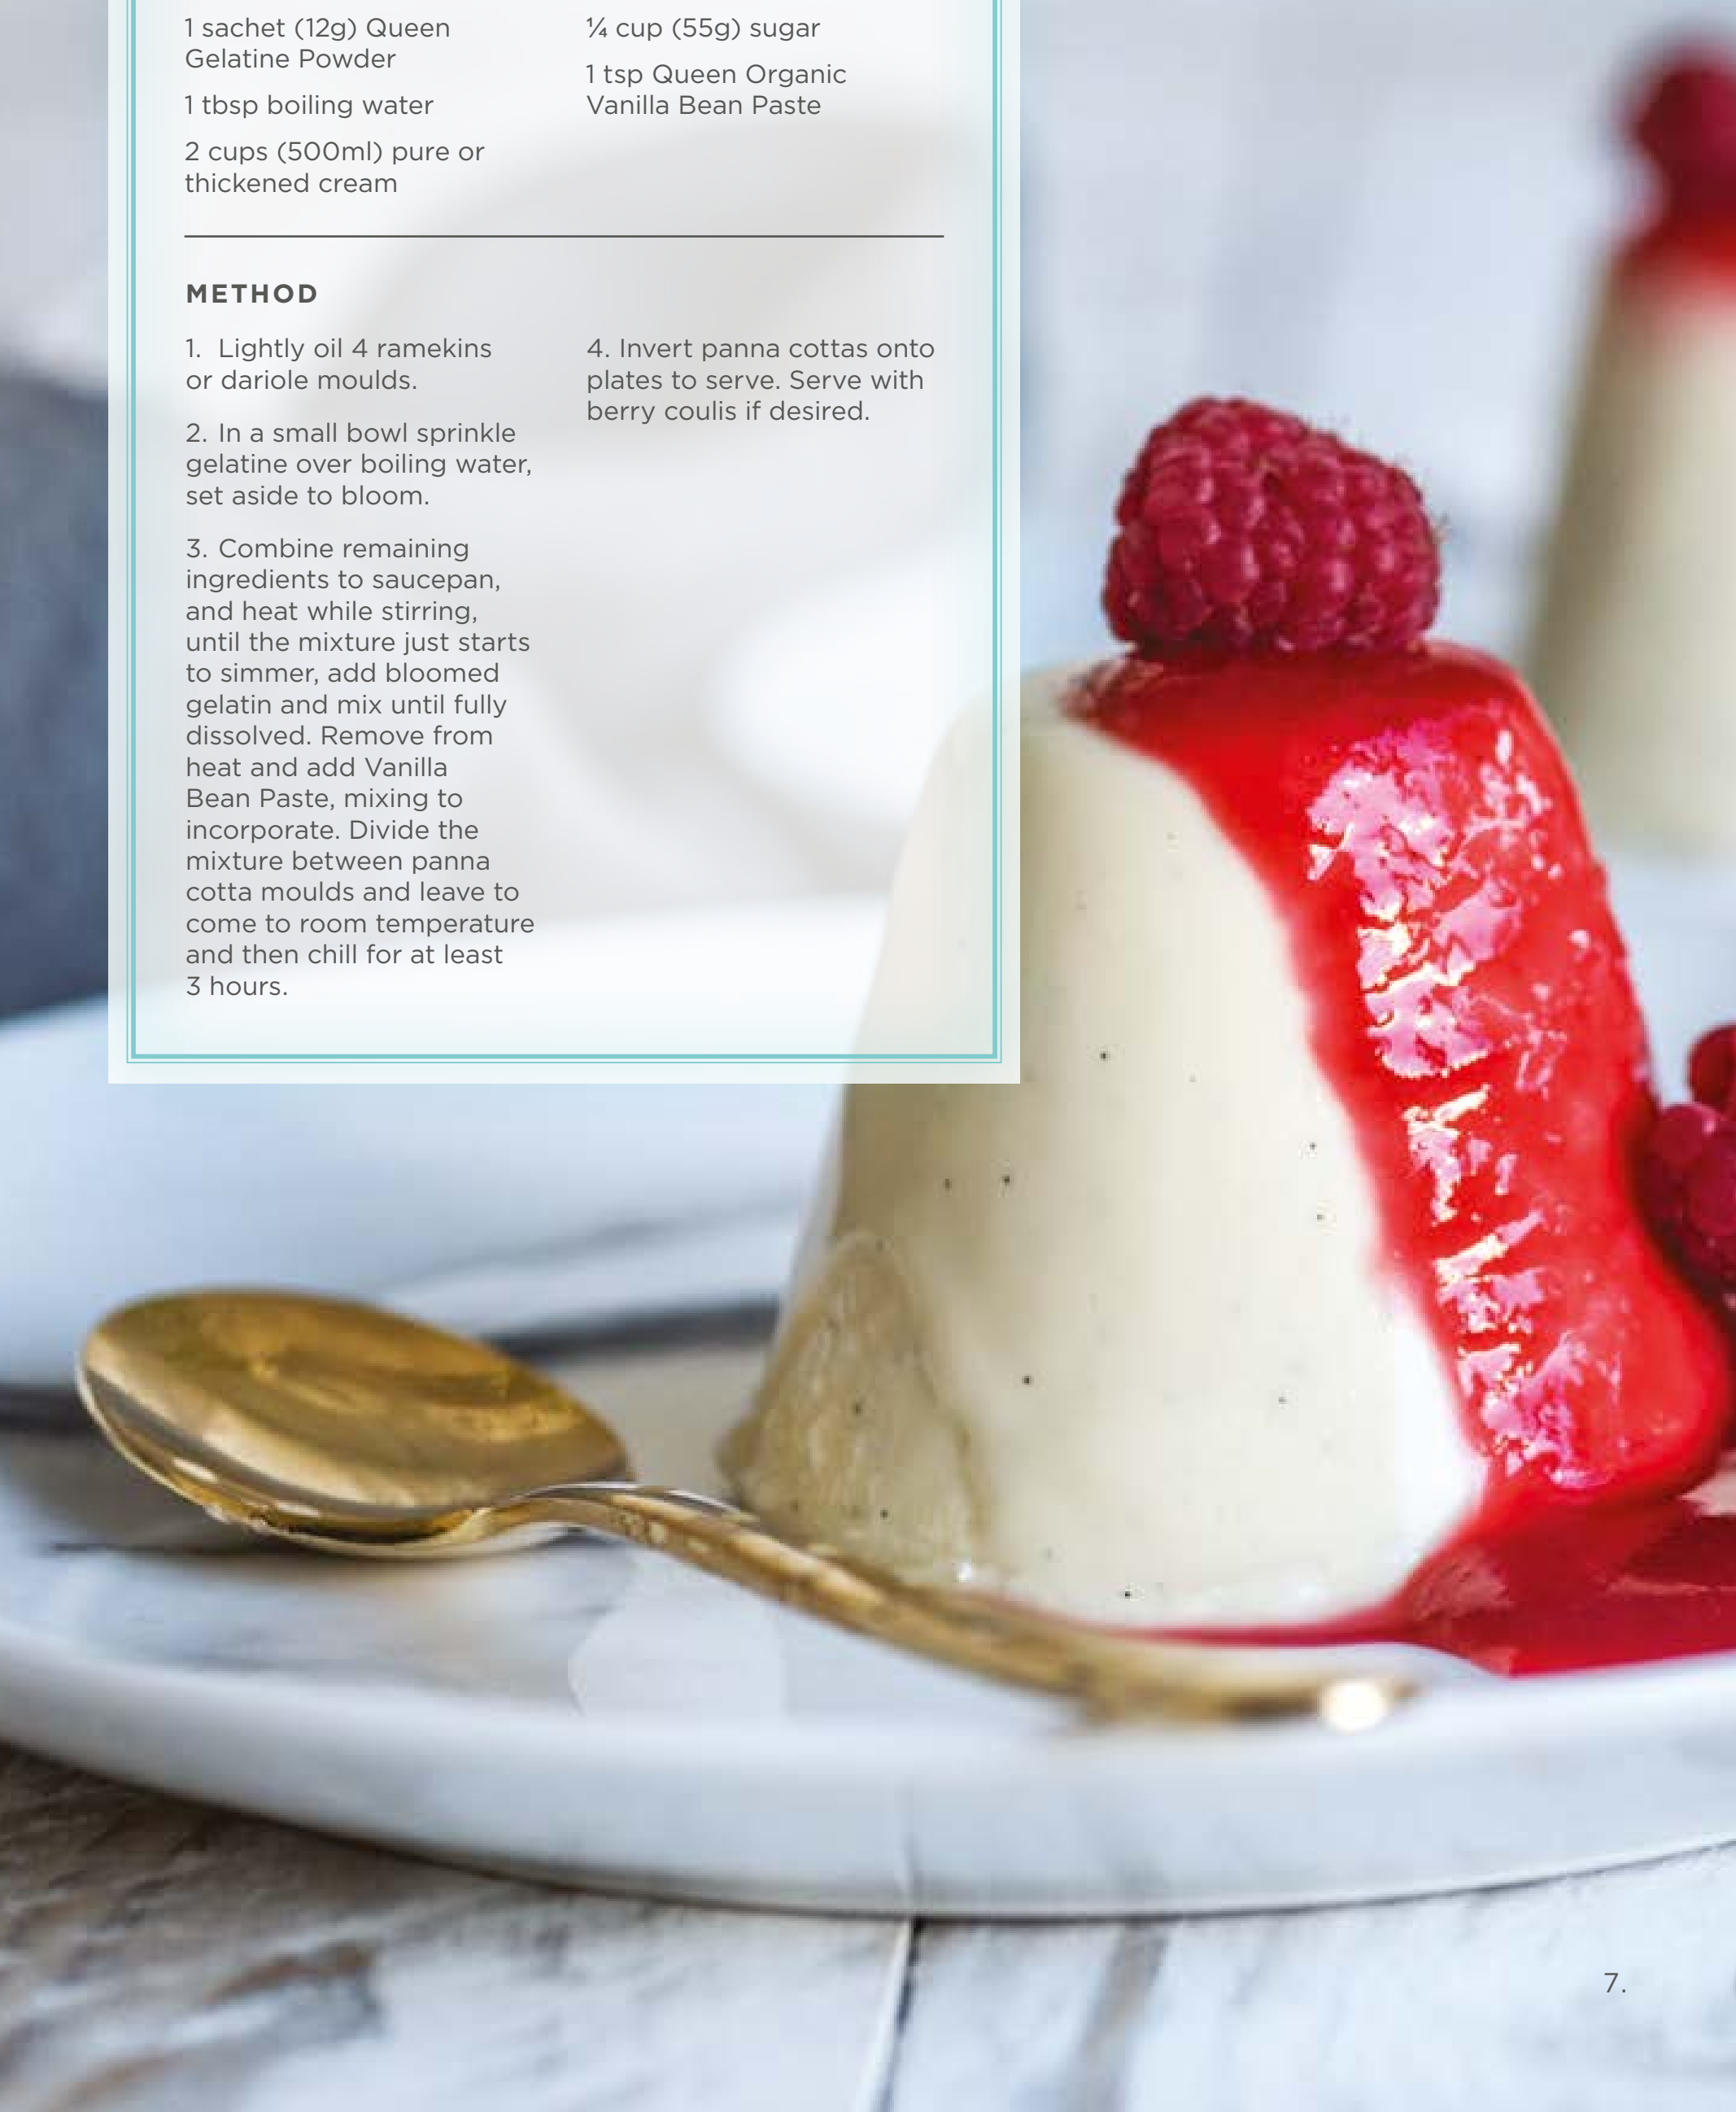 1 sachet (12g) Queen
Gelatine Powder
1 tbsp boiling water
2 cups (500ml) pure or
thickened cream
¼ cup (55g) sugar
1 tsp Queen Organic
Vanilla Bean Paste
METHOD
1. Lightly oil 4 ramekins
or dariole moulds.
2. In a small bowl sprinkle
gelatine over boiling water,
set aside to bloom.
3. Combine remaining
ingredients to saucepan,
and heat while stirring,
until the mixture just starts
to simmer, add bloomed
gelatin and mix until fully
dissolved. Remove from
heat and add Vanilla
Bean Paste, mixing to
incorporate. Divide the
mixture between panna
cotta moulds and leave to
come to room temperature
and then chill for at least
3 hours.
4. Invert panna cottas onto
plates to serve. Serve with
berry coulis if desired.
7.